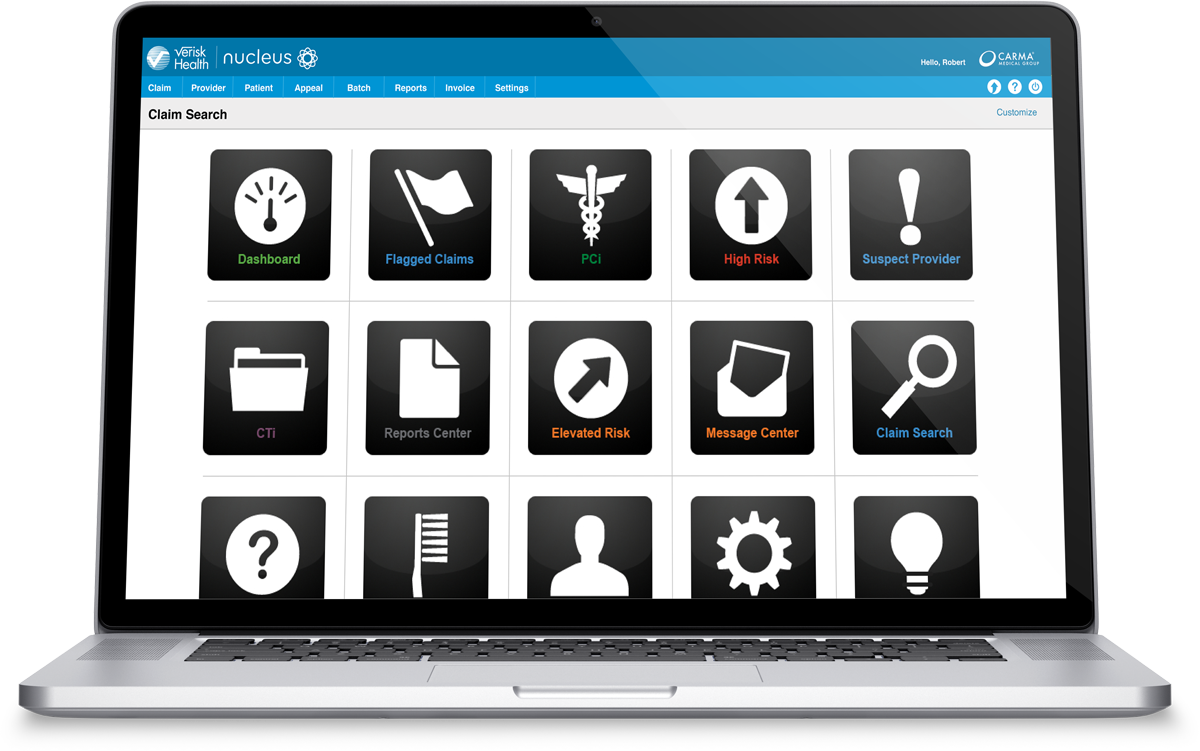 Verisk
Health
nucleus
Hello, Robert
CARMA
MEDICAL GROUP
Claim Provider Patient Appeal Batch Reports Invoice Settings
?
Claim Search
Customize
Dashboard
Flagged Claims
PCi
High Risk
Suspect Provider
CTi
Reports Center
Elevated Risk
Message Center
Claim Search
?